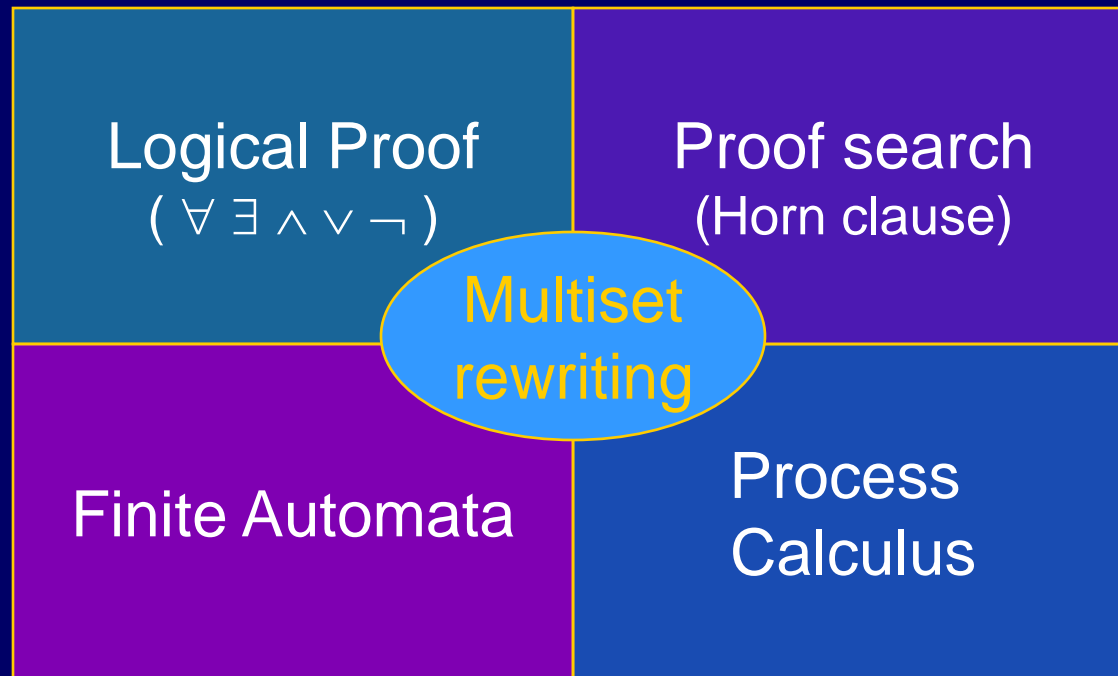 Logical Proof
( ∀ ∃ ∧ ∨ ¬ )
Proof search
(Horn clause)
Multiset
rewriting
Finite Automata
Process
Calculus